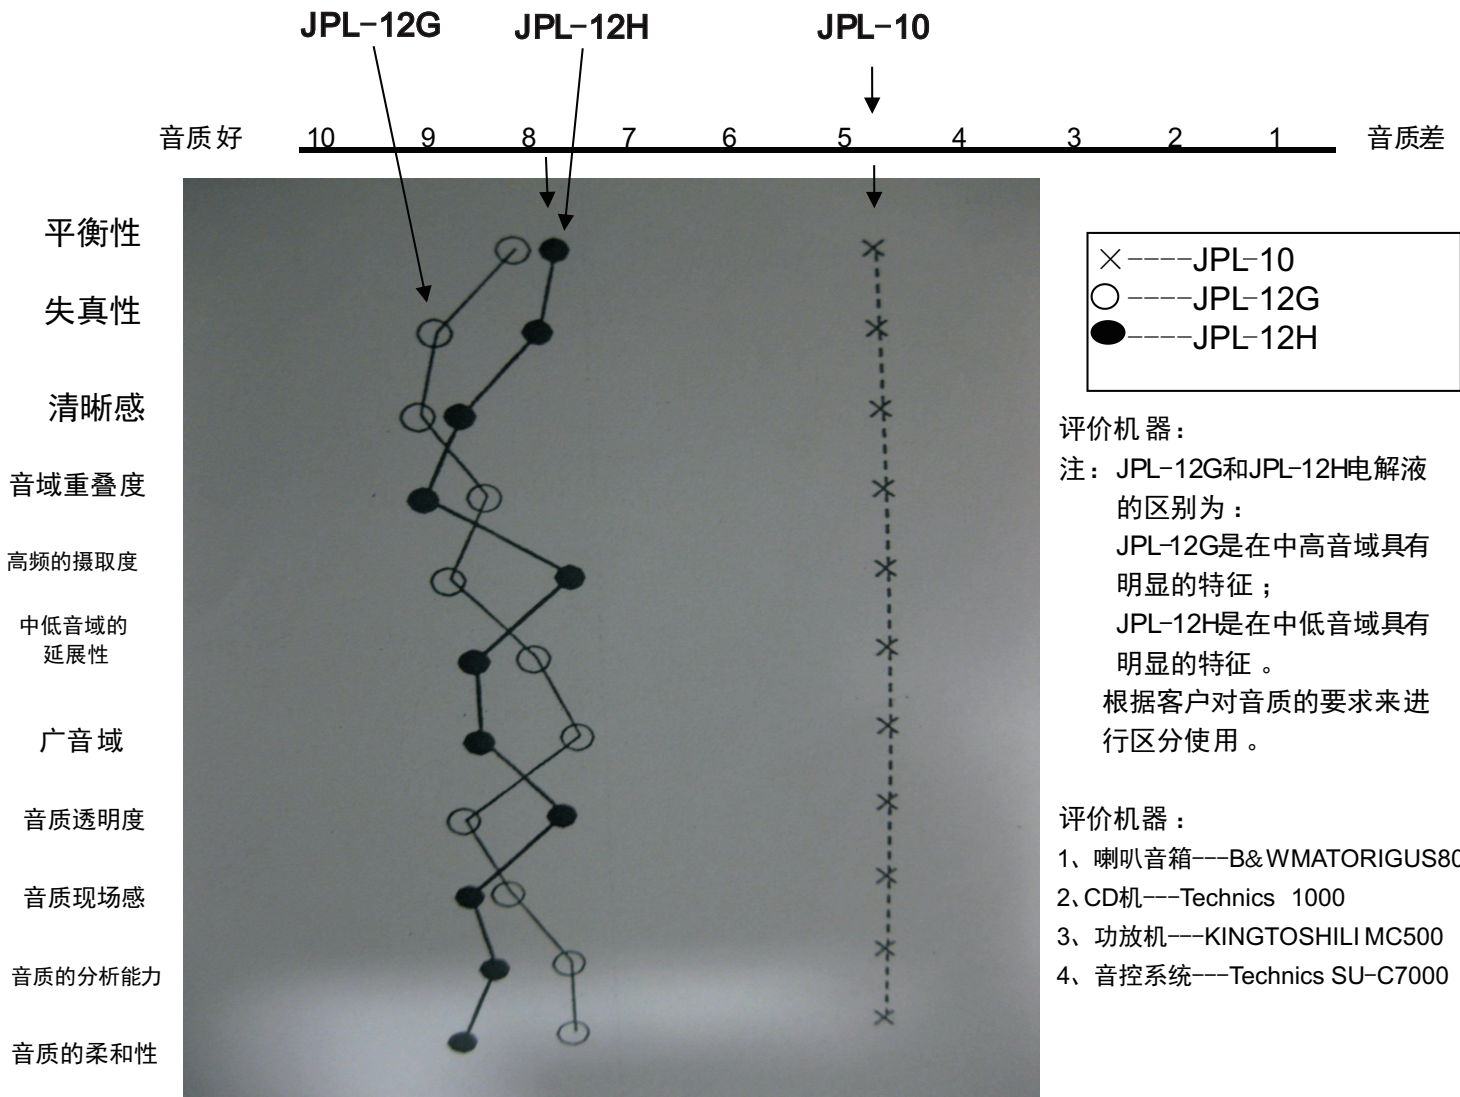 JPL-12G JPL-12H JPL-10
音质好 10 9 8 7 6 5 4 3 2 1 音质差
平衡性
失真性
清晰感
音域重叠度
高频的摄取度
中低音域的
延展性
广音域
音质透明度
音质现场感
音质的分析能力
音质的柔和性
×----JPL-10
○----JPL-12G
●----JPL-12H
评价机器：
注：JPL-12G和JPL-12H电解液
的区别为：
JPL-12G是在中高音域具有
明显的特征；
JPL-12H是在中低音域具有
明显的特征。
根据客户对音质的要求来进
行区分使用。
评价机器：
1、喇叭音箱---B&WMATORIGUS80
2、CD机---Technics 1000
3、功放机---KINGTOSHILI MC500
4、音控系统---Technics SU-C7000